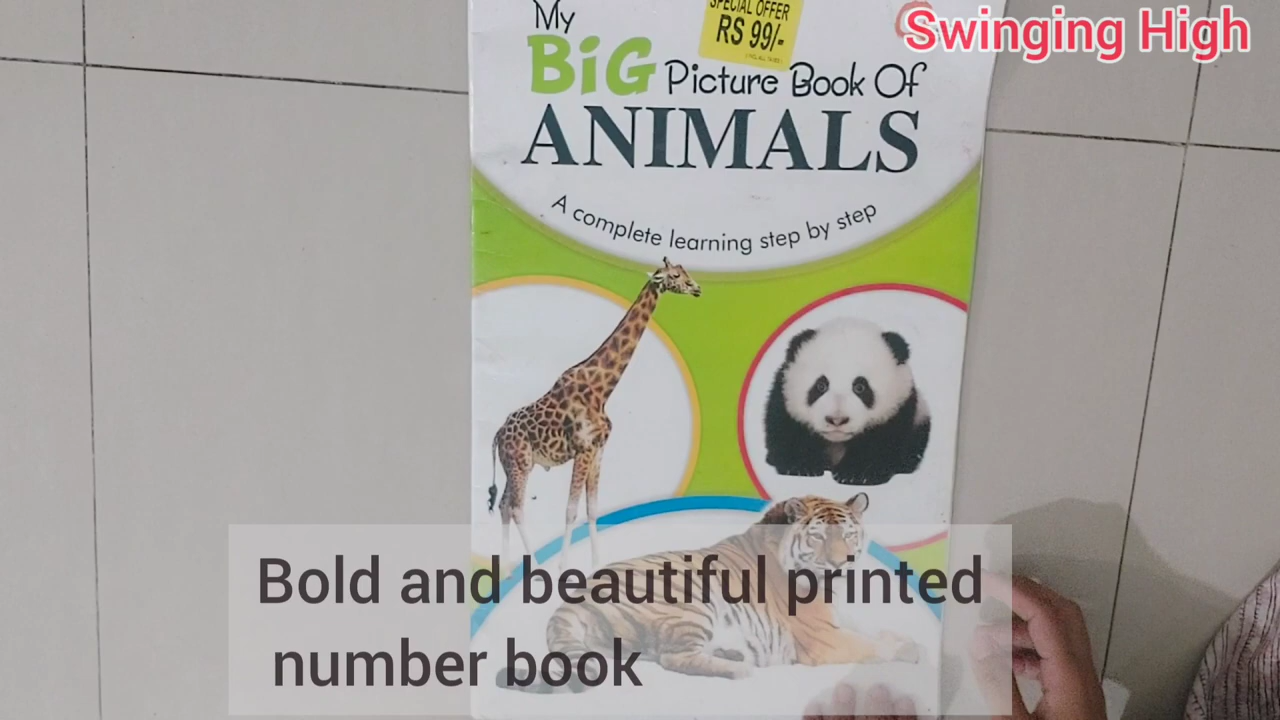 My
SPECIAL OFFER
RS 99/-
Swinging High
BiG Picture Book Of
ANIMALS
A complete learning step by step
Bold and beautiful printed
number book